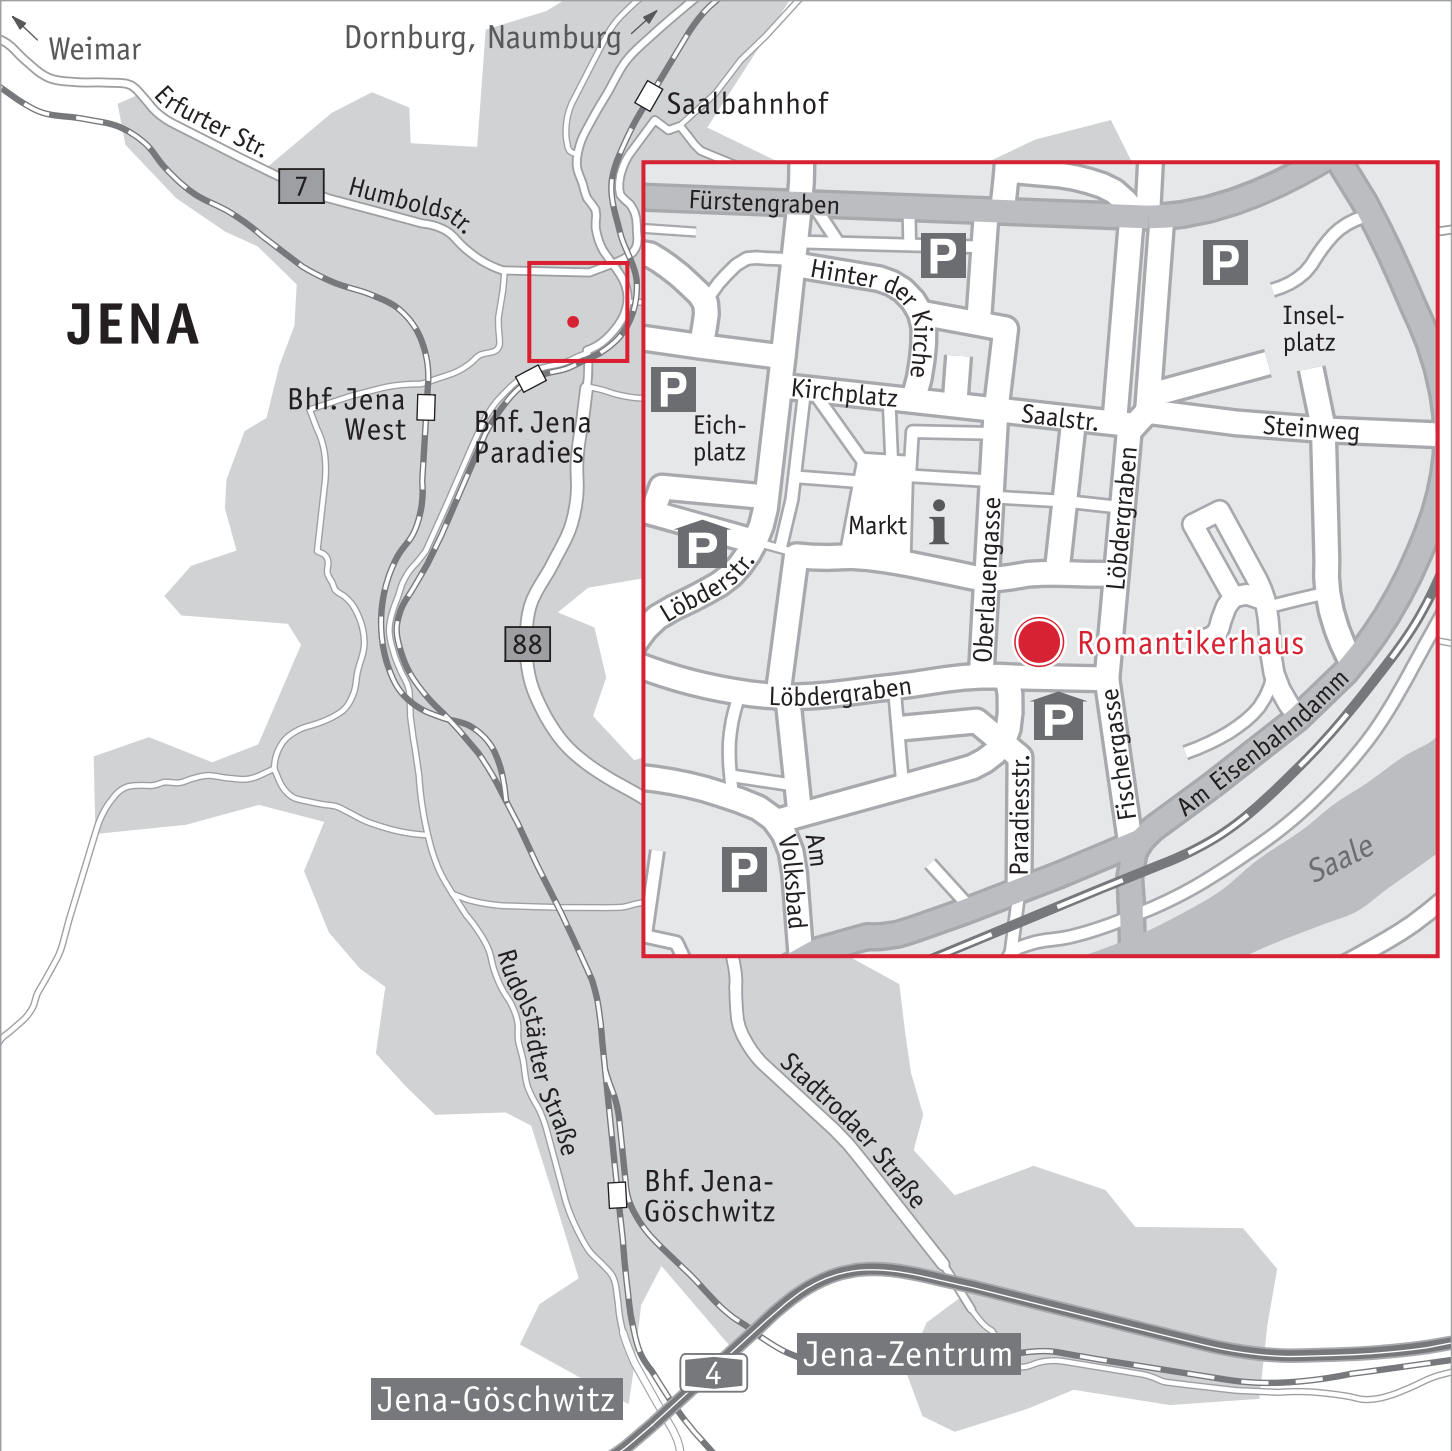 Weimar
Dornburg, Naumburg
Saalbahnhof
Erfurter Str.
7
Humboldtstr.
JENA
Bhf. Jena
West
Bhf. Jena
Paradies
88
Fürstengraben
P
P
Hinter der Kirche
Insel-
platz
P
Kirchplatz
Eich-
platz
Saalstr.
Steinweg
Markt
i
P
Löbderstr.
Oberlauengasse
Löbdergraben
Romantikerhaus
Löbdergraben
P
Fischergasse
Am Eisenbahndamm
Paradiesstr.
Am
Volksbad
P
Saale
Rudolstädter Straße
Stadtrodaer Straße
Bhf. Jena-
Göschwitz
Jena-Zentrum
4
Jena-Göschwitz